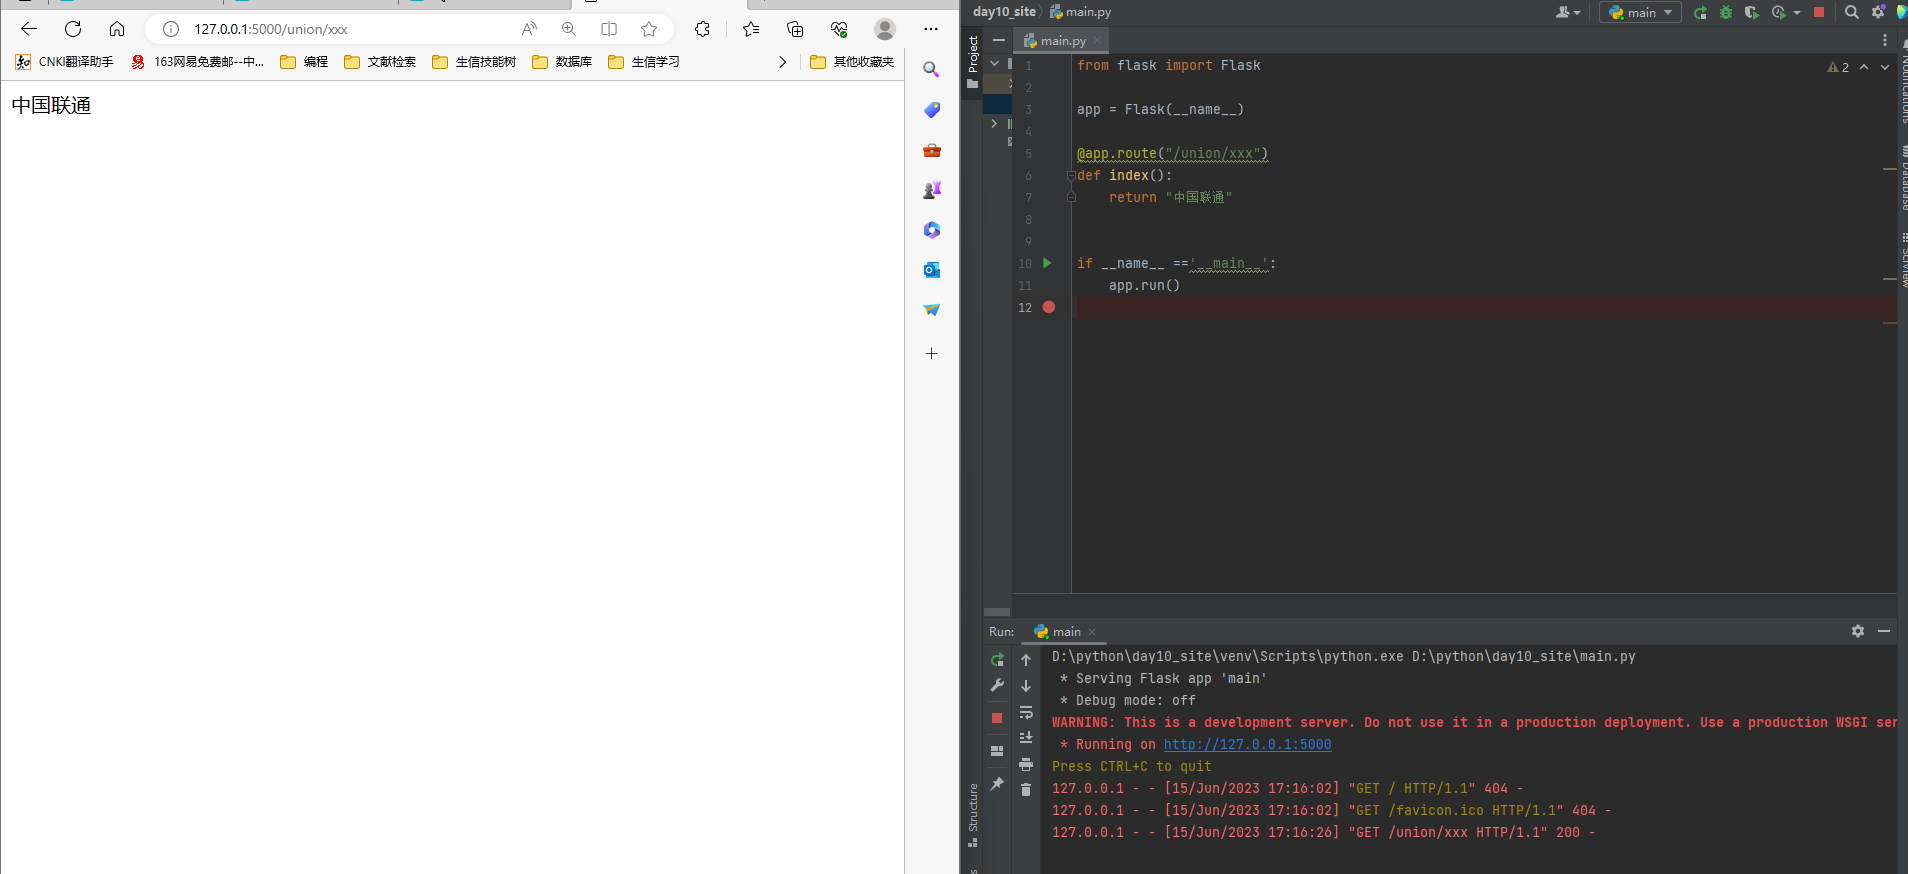 127.0.0.1:5000/union/xxx
CNKI翻译助手
163网易免费邮--中...
编程
文献检索
生信技能树
数据库
生信学习
其他收藏夹
中国联通
day10_site
main.py
main
Project
main.py
2
1 from flask import Flask
2
3 app = Flask(__name__)
4
5 @app.route("/union/xxx")
6 def index():
7 return "中国联通"
8
9
10 if __name__ =='__main__':
11 app.run()
12
Notifications
Database
SciView
Run:
main
D:\python\day10_site\venv\Scripts\python.exe D:\python\day10_site\main.py
* Serving Flask app 'main'
* Debug mode: off
WARNING: This is a development server. Do not use it in a production deployment. Use a production WSGI ser
* Running on http://127.0.0.1:5000
Press CTRL+C to quit
127.0.0.1 - - [15/Jun/2023 17:16:02] "GET / HTTP/1.1" 404 -
127.0.0.1 - - [15/Jun/2023 17:16:02] "GET /favicon.ico HTTP/1.1" 404 -
127.0.0.1 - - [15/Jun/2023 17:16:26] "GET /union/xxx HTTP/1.1" 200 -
Structure